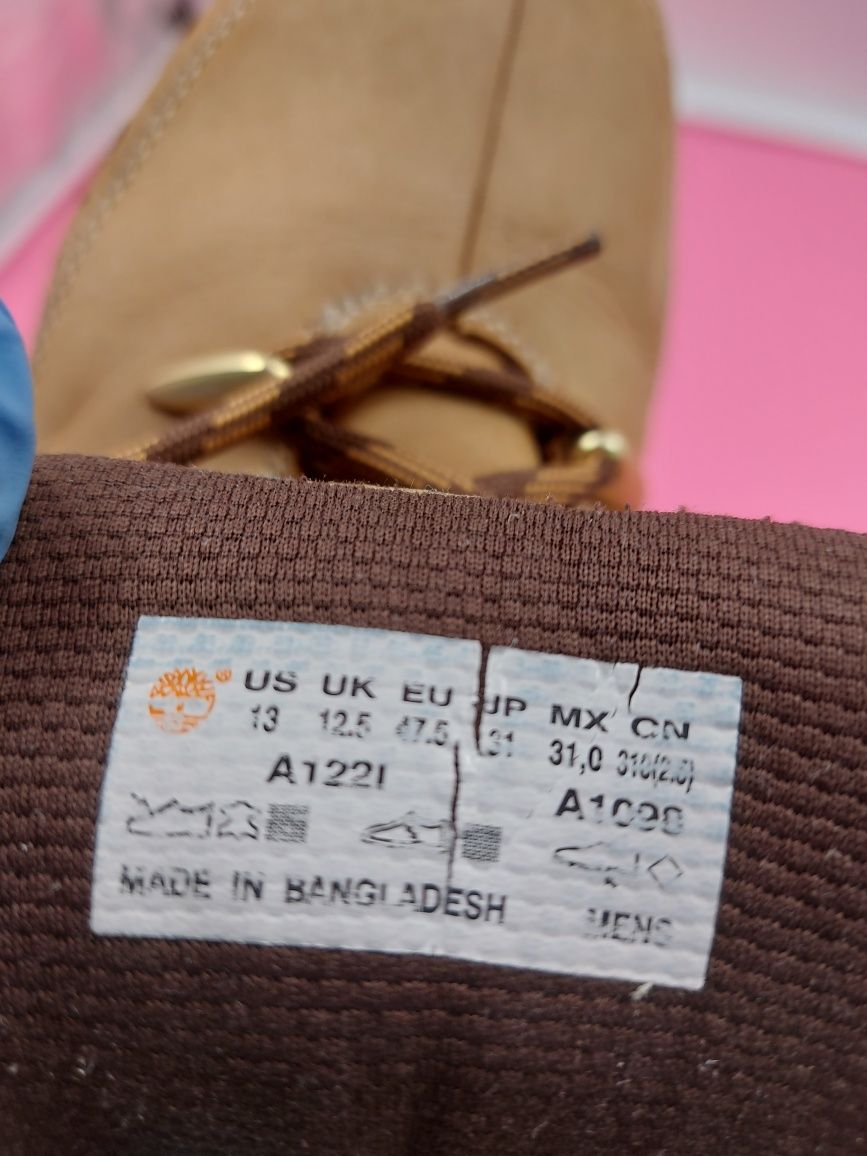 US UK EU JP MX CN
13 12.5 47.5 31 31,0 310(2.5)
A122I
A1098
MADE IN BANGLADESH
MENS